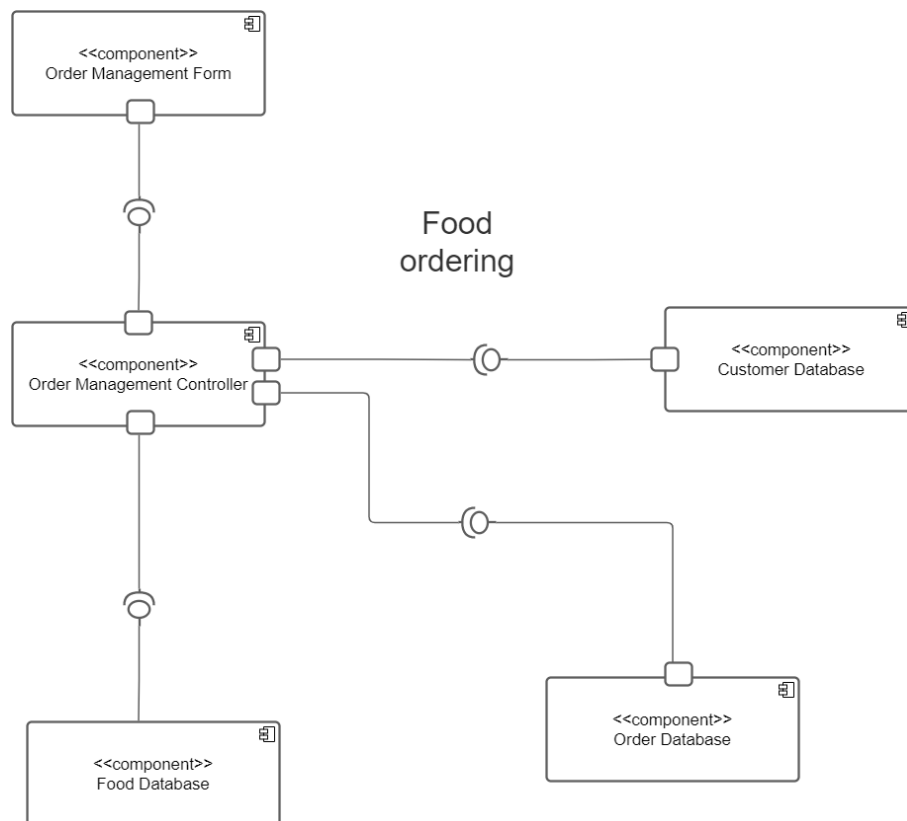 <<component>>
Order Management Form
Food
ordering
<<component>>
Order Management Controller
<<component>>
Customer Database
<<component>>
Order Database
<<component>>
Food Database